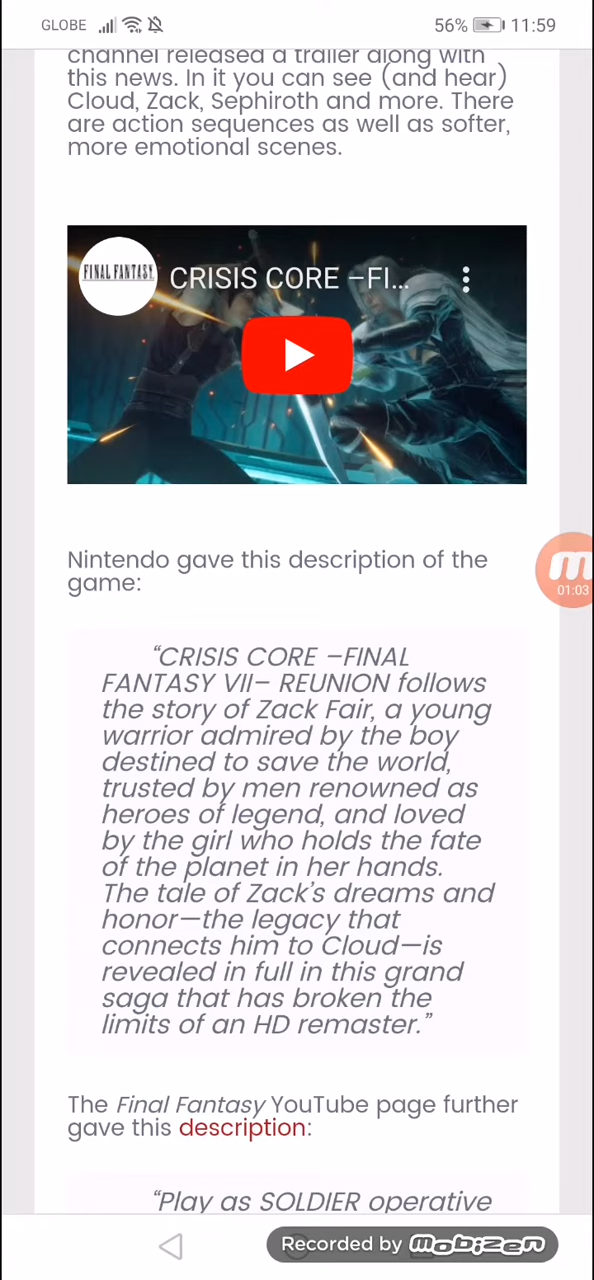 GLOBE 56% 11:59
channel released a trailer along with
this news. In it you can see (and hear)
Cloud, Zack, Sephiroth and more. There
are action sequences as well as softer,
more emotional scenes.
FINAL FANTASY. CRISIS CORE –FI...
Nintendo gave this description of the
game:
01:03
“CRISIS CORE –FINAL
FANTASY VII– REUNION follows
the story of Zack Fair, a young
warrior admired by the boy
destined to save the world,
trusted by men renowned as
heroes of legend, and loved
by the girl who holds the fate
of the planet in her hands.
The tale of Zack’s dreams and
honor—the legacy that
connects him to Cloud—is
revealed in full in this grand
saga that has broken the
limits of an HD remaster.”
The Final Fantasy YouTube page further
gave this description:
“Play as SOLDIER operative
Recorded by mobizen